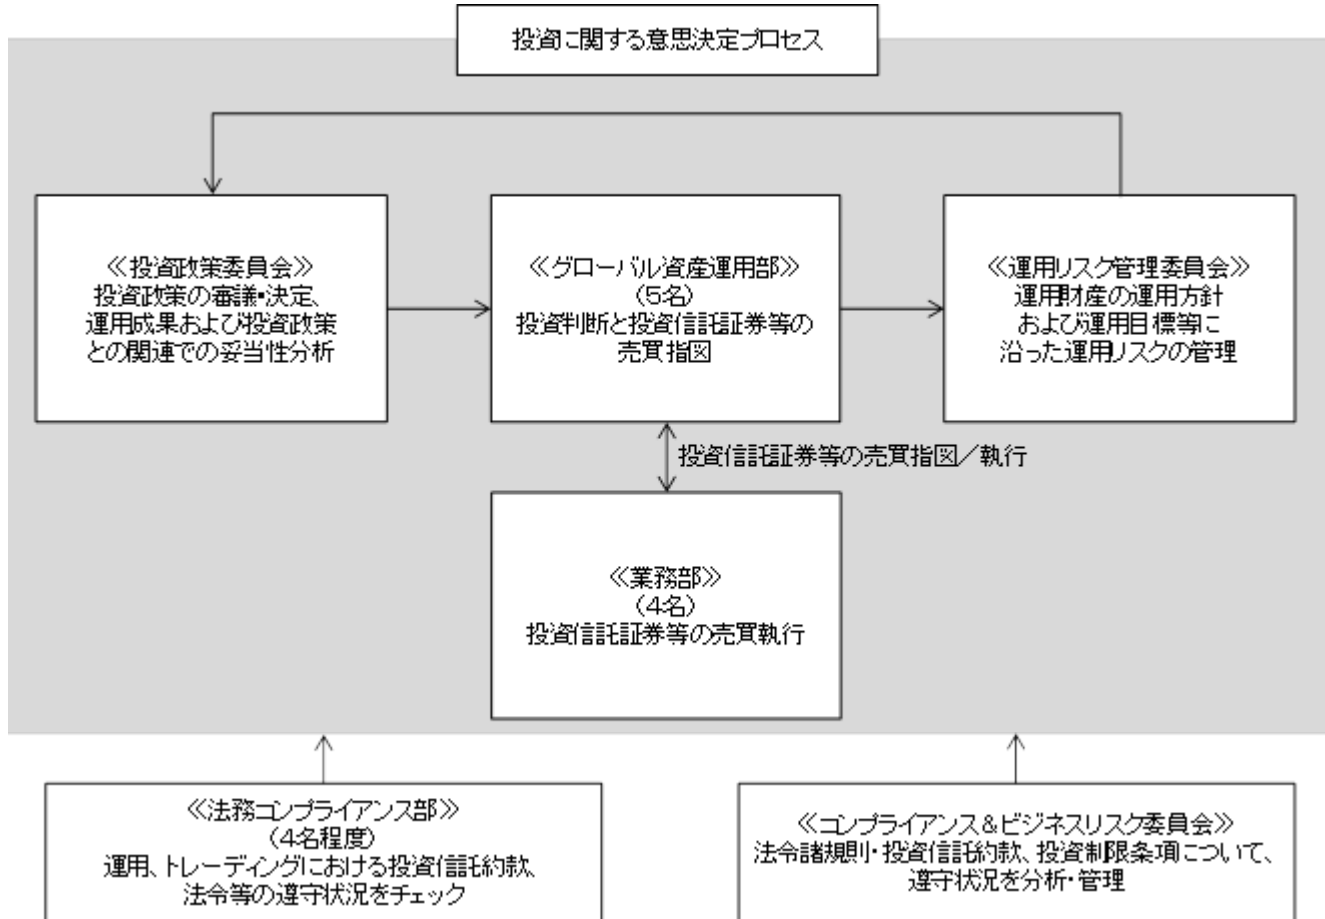 投資に関する意思決定プロセス
≪投資政策委員会≫
投資政策の審議・決定、
運用成果および投資政策
との関連での妥当性分析
≪グローバル資産運用部≫
(5名)
投資判断と投資信託証券等の
売買指図
≪運用リスク管理委員会≫
運用財産の運用方針
および運用目標等に
沿った運用リスクの管理
投資信託証券等の売買指図／執行
≪業務部≫
(4名)
投資信託証券等の売買執行
≪法務コンプライアンス部≫
(4名程度)
運用、トレーディングにおける投資信託約款、
法令等の遵守状況をチェック
≪コンプライアンス＆ビジネスリスク委員会≫
法令諸規則・投資信託約款、投資制限条項について、
遵守状況を分析・管理